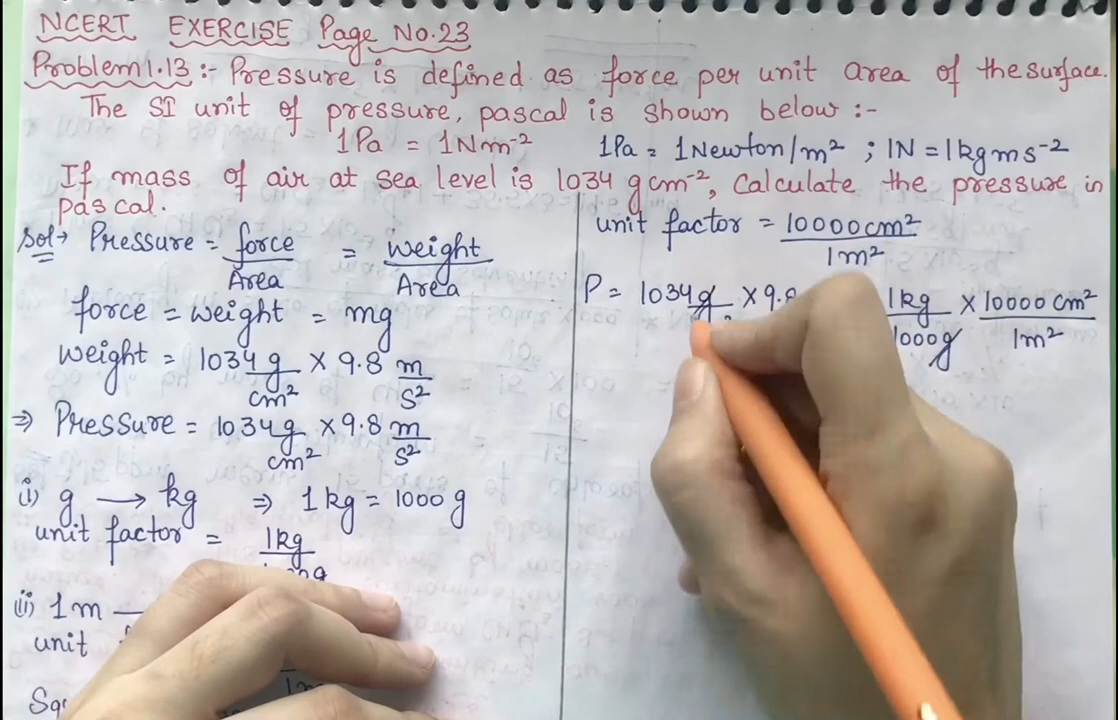 NCERT EXERCISE Page No.23
Problem 1.13:- Pressure is defined as force per unit area of the surface.
The SI unit of pressure, pascal is shown below :-
1Pa = 1Nm⁻² 1Pa = 1Newton/m² ; 1N = 1kgms⁻²
If mass of air at sea level is 1034 g cm⁻², Calculate the pressure in
pascal.
Sol→ Pressure = force/Area = weight/Area
force = weight = mg
weight = 1034 g/cm² × 9.8 m/s²
⇒ Pressure = 1034g/cm² × 9.8 m/s²
i) g → kg ⇒ 1kg = 1000 g
unit factor = 1kg
ii) 1m
unit
unit factor = 10000cm²/1m²
P = 1034g × 9.8 1kg/1000g × 10000 cm²/1m²